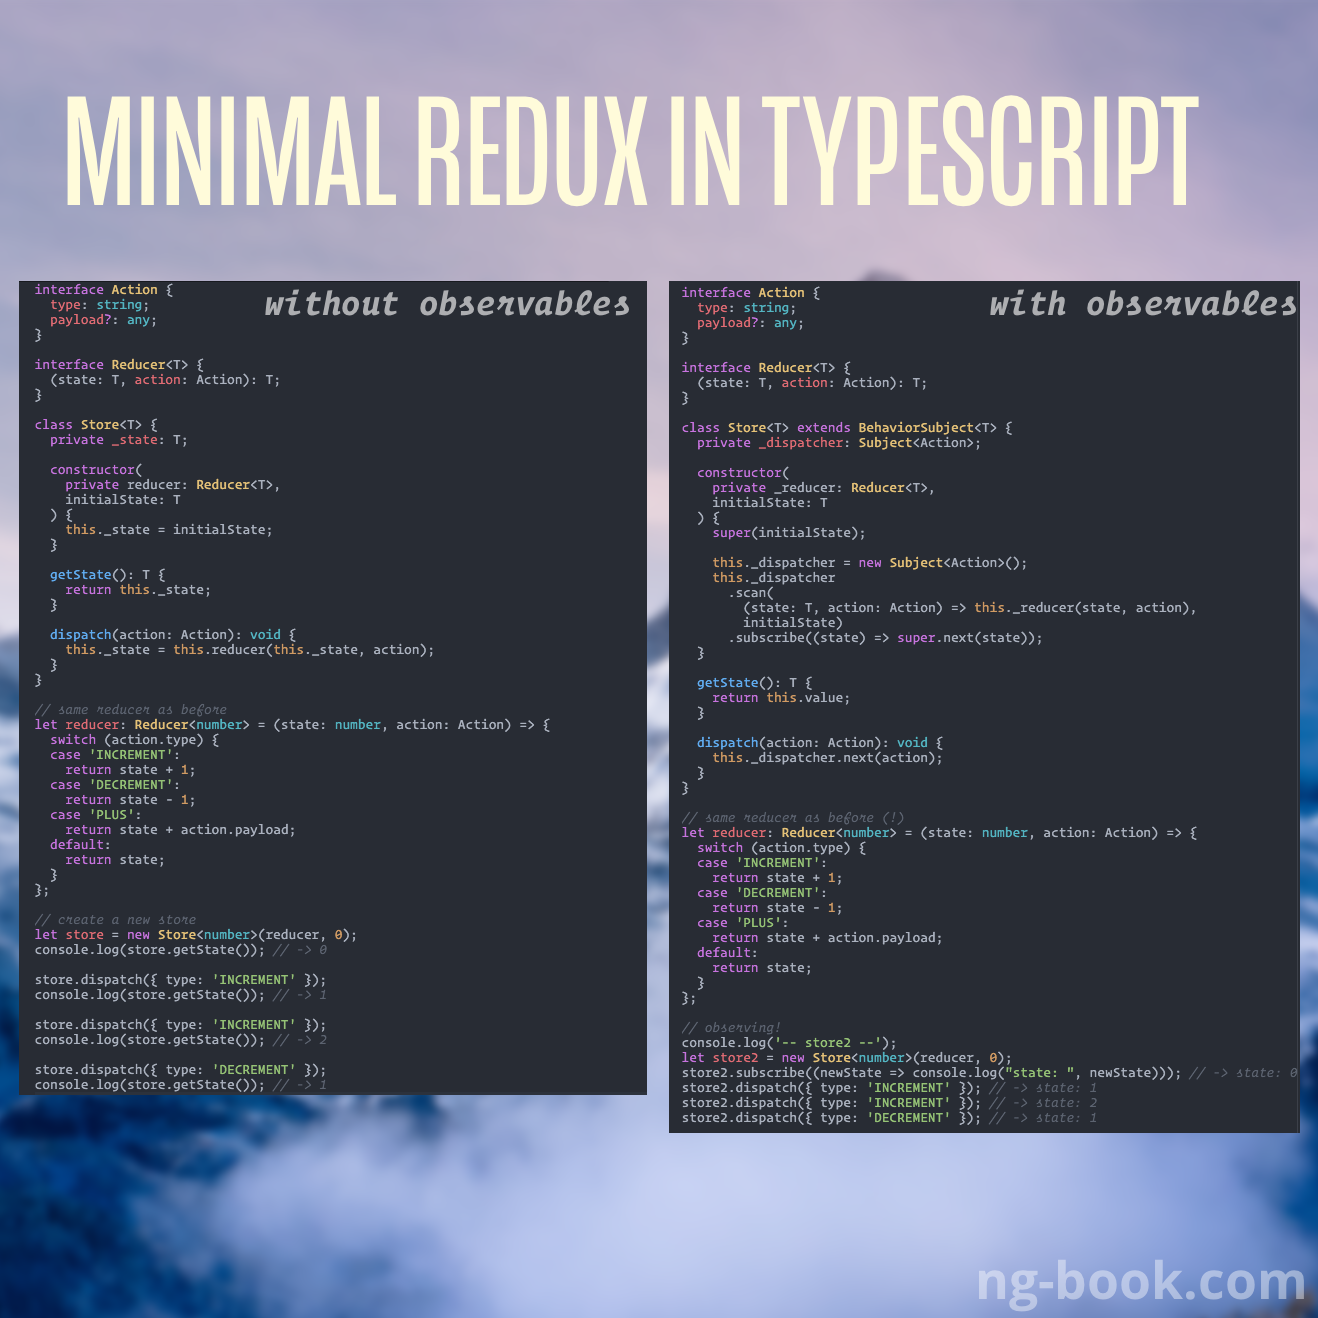 MINIMAL REDUX IN TYPESCRIPT
without observables
interface Action {
  type: string;
  payload?: any;
}

interface Reducer<T> {
  (state: T, action: Action): T;
}

class Store<T> {
  private _state: T;

  constructor(
    private reducer: Reducer<T>,
    initialState: T
  ) {
    this._state = initialState;
  }

  getState(): T {
    return this._state;
  }

  dispatch(action: Action): void {
    this._state = this.reducer(this._state, action);
  }
}

// same reducer as before
let reducer: Reducer<number> = (state: number, action: Action) => {
  switch (action.type) {
  case 'INCREMENT':
    return state + 1;
  case 'DECREMENT':
    return state - 1;
  case 'PLUS':
    return state + action.payload;
  default:
    return state;
  }
};

// create a new store
let store = new Store<number>(reducer, 0);
console.log(store.getState()); // -> 0

store.dispatch({ type: 'INCREMENT' });
console.log(store.getState()); // -> 1

store.dispatch({ type: 'INCREMENT' });
console.log(store.getState()); // -> 2

store.dispatch({ type: 'DECREMENT' });
console.log(store.getState()); // -> 1
with observables
interface Action {
  type: string;
  payload?: any;
}

interface Reducer<T> {
  (state: T, action: Action): T;
}

class Store<T> extends BehaviorSubject<T> {
  private _dispatcher: Subject<Action>;

  constructor(
    private _reducer: Reducer<T>,
    initialState: T
  ) {
    super(initialState);

    this._dispatcher = new Subject<Action>();
    this._dispatcher
      .scan(
        (state: T, action: Action) => this._reducer(state, action),
        initialState)
      .subscribe((state) => super.next(state));
  }

  getState(): T {
    return this.value;
  }

  dispatch(action: Action): void {
    this._dispatcher.next(action);
  }
}

// same reducer as before (!)
let reducer: Reducer<number> = (state: number, action: Action) => {
  switch (action.type) {
  case 'INCREMENT':
    return state + 1;
  case 'DECREMENT':
    return state - 1;
  case 'PLUS':
    return state + action.payload;
  default:
    return state;
  }
};

// observing!
console.log('-- store2 --');
let store2 = new Store<number>(reducer, 0);
store2.subscribe((newState => console.log("state: ", newState))); // -> state: 0
store2.dispatch({ type: 'INCREMENT' }); // -> state: 1
store2.dispatch({ type: 'INCREMENT' }); // -> state: 2
store2.dispatch({ type: 'DECREMENT' }); // -> state: 1
ng-book.com